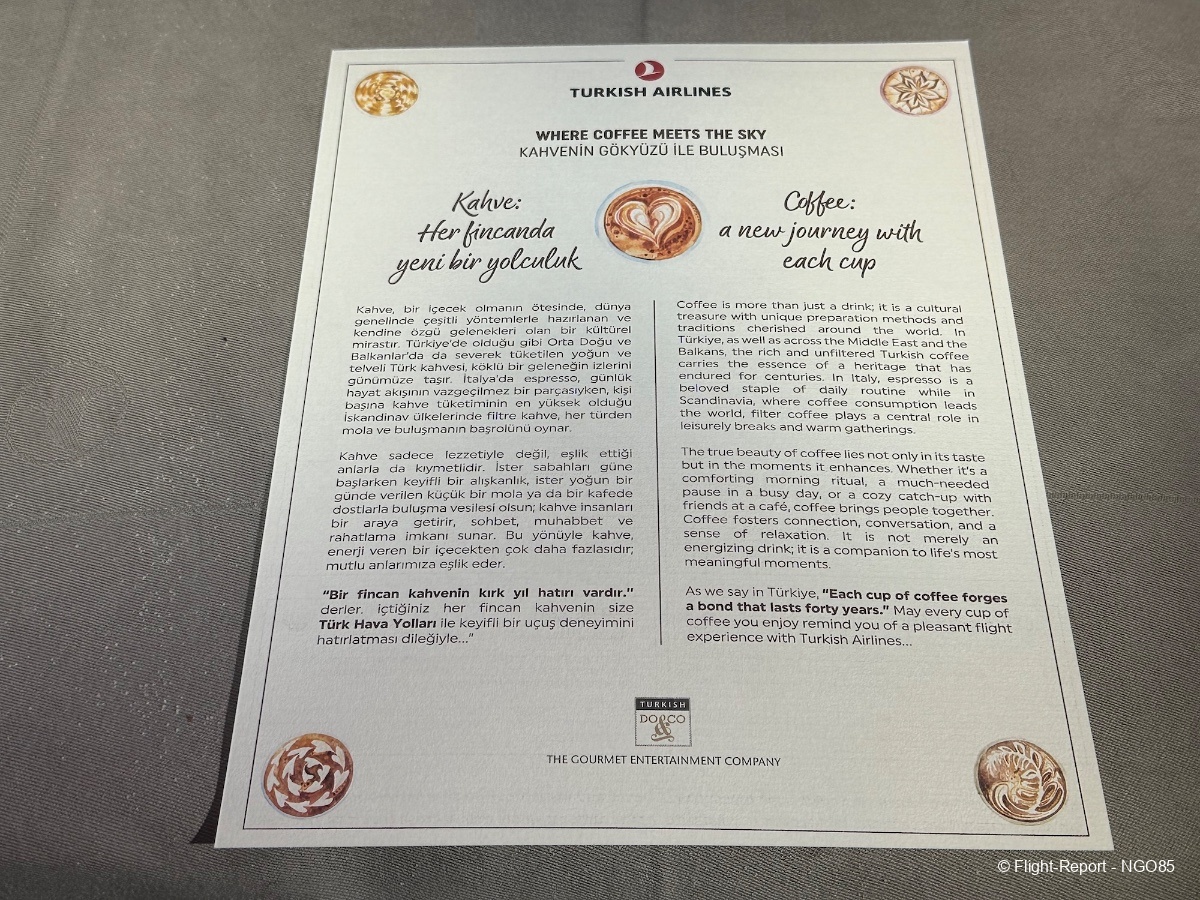 TURKISH AIRLINES
WHERE COFFEE MEETS THE SKY
KAHVENİN GÖKYÜZÜ İLE BULUŞMASI
Kahve:
Her fincanda
yeni bir yolculuk
Coffee:
a new journey with
each cup
Kahve, bir içecek olmanın ötesinde, dünya
genelinde çeşitli yöntemlerle hazırlanan ve
kendine özgü gelenekleri olan bir kültürel
mirastır. Türkiye'de olduğu gibi Orta Doğu ve
Balkanlar'da da severek tüketilen yoğun ve
telveli Türk kahvesi, köklü bir geleneğin izlerini
günümüze taşır. İtalya'da espresso, günlük
hayat akışının vazgeçilmez bir parçasıyken, kişi
başına kahve tüketiminin en yüksek olduğu
İskandinav ülkelerinde filtre kahve, her türden
mola ve buluşmanın başrolünü oynar.
Kahve sadece lezzetiyle değil, eşlik ettiği
anlarla da kıymetlidir. İster sabahları güne
başlarken keyifli bir alışkanlık, ister yoğun bir
günde verilen küçük bir mola ya da bir kafede
dostlarla buluşma vesilesi olsun; kahve insanları
bir araya getirir, sohbet, muhabbet ve
rahatlama imkanı sunar. Bu yönüyle kahve,
enerji veren bir içecekten çok daha fazlasıdır;
mutlu anlarımıza eşlik eder.
"Bir fincan kahvenin kırk yıl hatırı vardır."
derler. içtiğiniz her fincan kahvenin size
Türk Hava Yolları ile keyifli bir uçuş deneyimini
hatırlatması dileğiyle..."
Coffee is more than just a drink; it is a cultural
treasure with unique preparation methods and
traditions cherished around the world. In
Türkiye, as well as across the Middle East and the
Balkans, the rich and unfiltered Turkish coffee
carries the essence of a heritage that has
endured for centuries. In Italy, espresso is a
beloved staple of daily routine while in
Scandinavia, where coffee consumption leads
the world, filter coffee plays a central role in
leisurely breaks and warm gatherings.
The true beauty of coffee lies not only in its taste
but in the moments it enhances. Whether it's a
comforting morning ritual, a much-needed
pause in a busy day, or a cozy catch-up with
friends at a café, coffee brings people together.
Coffee fosters connection, conversation, and a
sense of relaxation. It is not merely an
energizing drink; it is a companion to life's most
meaningful moments.
As we say in Türkiye, "Each cup of coffee forges
a bond that lasts forty years." May every cup of
coffee you enjoy remind you of a pleasant flight
experience with Turkish Airlines...
TURKISH
DO&CO
THE GOURMET ENTERTAINMENT COMPANY
© Flight-Report - NGO85